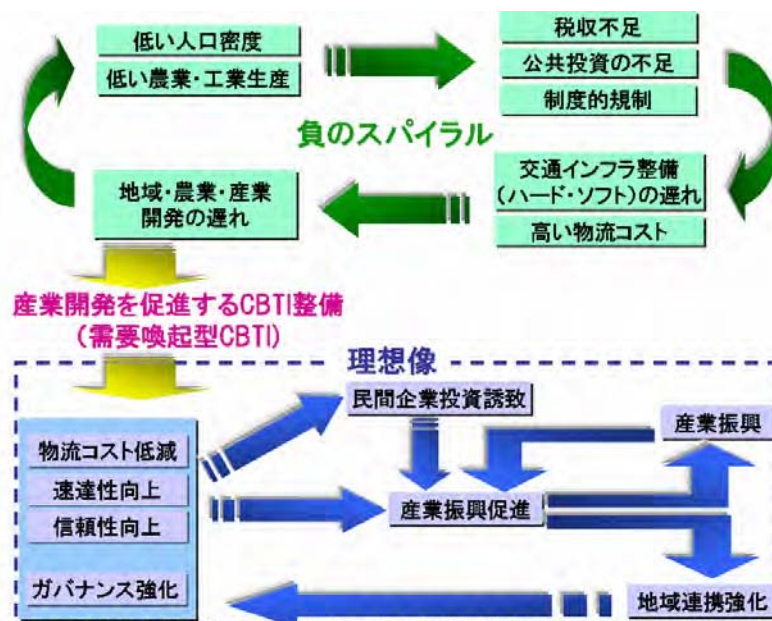 低い人口密度
低い農業・工業生産
税収不足
公共投資の不足
制度的規制
負のスパイラル
地域・農業・産業
開発の遅れ
交通インフラ整備
(ハード・ソフト)の遅れ
高い物流コスト
産業開発を促進するCBTI整備
(需要喚起型CBTI)
理想像
民間企業投資誘致
産業振興
物流コスト低減
速達性向上
信頼性向上
ガバナンス強化
産業振興促進
地域連携強化